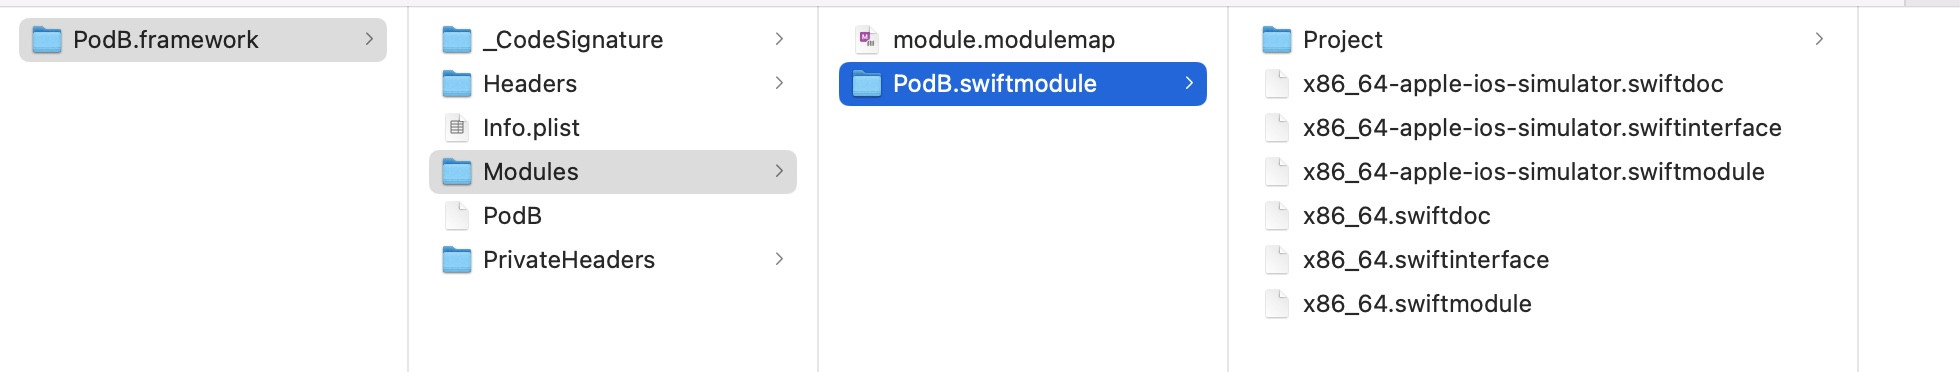 PodB.framework
_CodeSignature
Headers
Info.plist
Modules
PodB
PrivateHeaders
module.modulemap
PodB.swiftmodule
Project
x86_64-apple-ios-simulator.swiftdoc
x86_64-apple-ios-simulator.swiftinterface
x86_64-apple-ios-simulator.swiftmodule
x86_64.swiftdoc
x86_64.swiftinterface
x86_64.swiftmodule